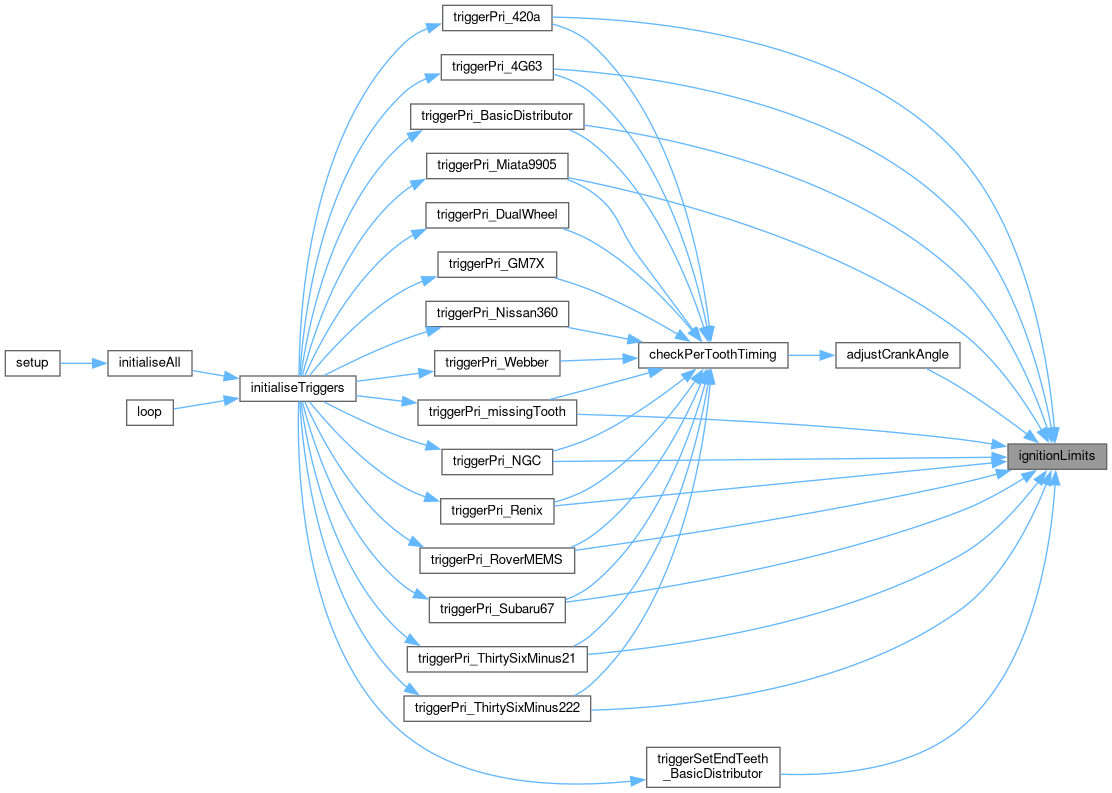 triggerPri_420a
triggerPri_4G63
triggerPri_BasicDistributor
triggerPri_Miata9905
triggerPri_DualWheel
triggerPri_GM7X
triggerPri_Nissan360
triggerPri_Webber
triggerPri_missingTooth
triggerPri_NGC
triggerPri_Renix
triggerPri_RoverMEMS
triggerPri_Subaru67
triggerPri_ThirtySixMinus21
triggerPri_ThirtySixMinus222
triggerSetEndTeeth
_BasicDistributor
setup
initialiseAll
initialiseTriggers
loop
checkPerToothTiming
adjustCrankAngle
ignitionLimits